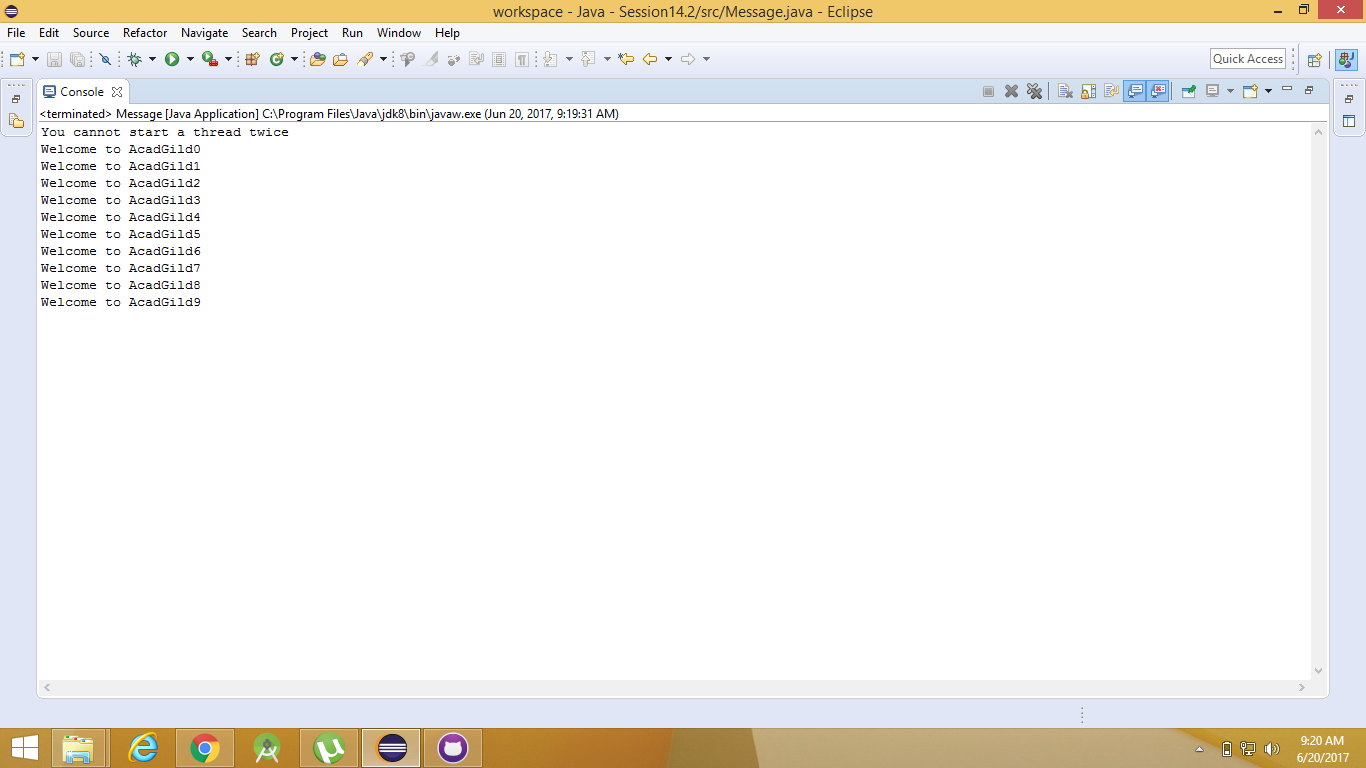 workspace - Java - Session14.2/src/Message.java - Eclipse
File Edit Source Refactor Navigate Search Project Run Window Help
Quick Access
Console
<terminated> Message [Java Application] C:\Program Files\Java\jdk8\bin\javaw.exe (Jun 20, 2017, 9:19:31 AM)
You cannot start a thread twice
Welcome to AcadGild0
Welcome to AcadGild1
Welcome to AcadGild2
Welcome to AcadGild3
Welcome to AcadGild4
Welcome to AcadGild5
Welcome to AcadGild6
Welcome to AcadGild7
Welcome to AcadGild8
Welcome to AcadGild9
9:20 AM
6/20/2017